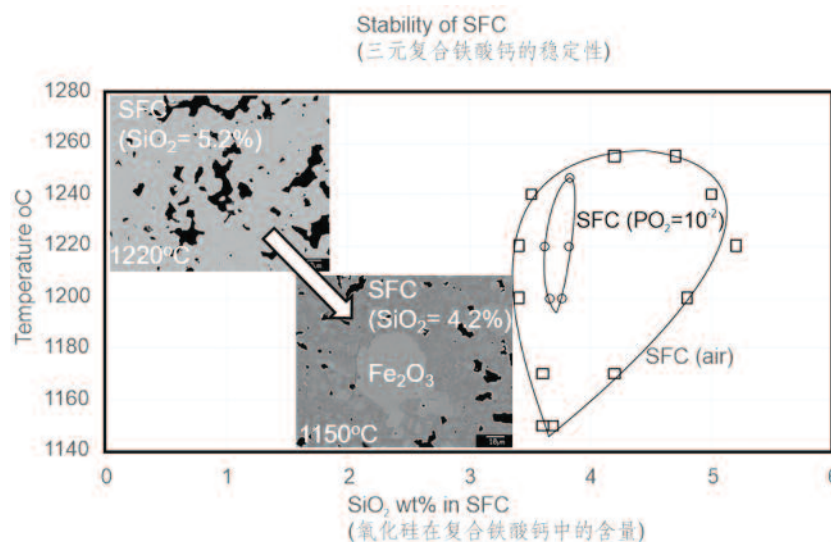 Stability of SFC
(三元复合铁酸钙的稳定性)
Temperature oC
1280
1260
1240
1220
1200
1180
1160
1140
SFC
(SiO₂= 5.2%)
1220ºC
SFC
(SiO₂= 4.2%)
Fe₂O₃
1150ºC
SFC (PO₂=10⁻²)
SFC (air)
0 1 2 3 4 5 6
SiO₂ wt% in SFC
(氧化硅在复合铁酸钙中的含量)